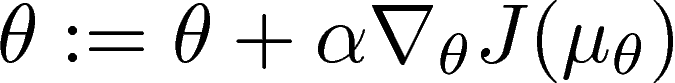 θ := θ + α∇_θ J(μ_θ)